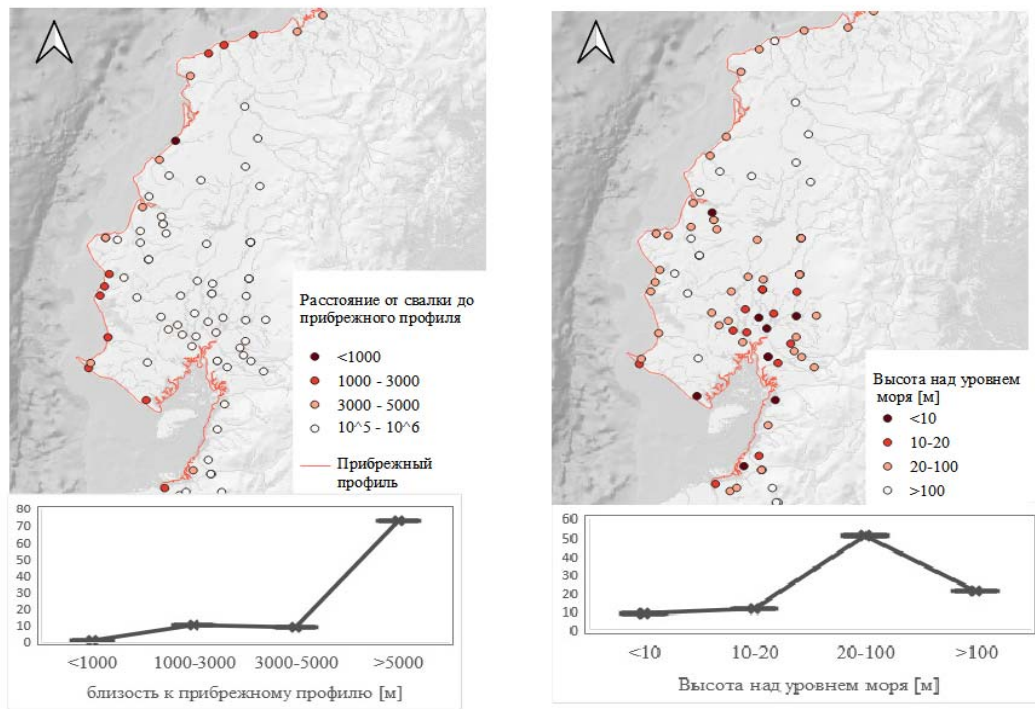 Расстояние от свалки до
прибрежного профиля
<1000
1000 - 3000
3000 - 5000
10^5 - 10^6
Прибрежный
профиль
80
70
60
50
40
30
20
10
0
<1000 1000-3000 3000-5000 >5000
близость к прибрежному профилю [м]
Высота над уровнем
моря [м]
<10
10-20
20-100
>100
60
50
40
30
20
10
0
<10 10-20 20-100 >100
Высота над уровнем моря [м]